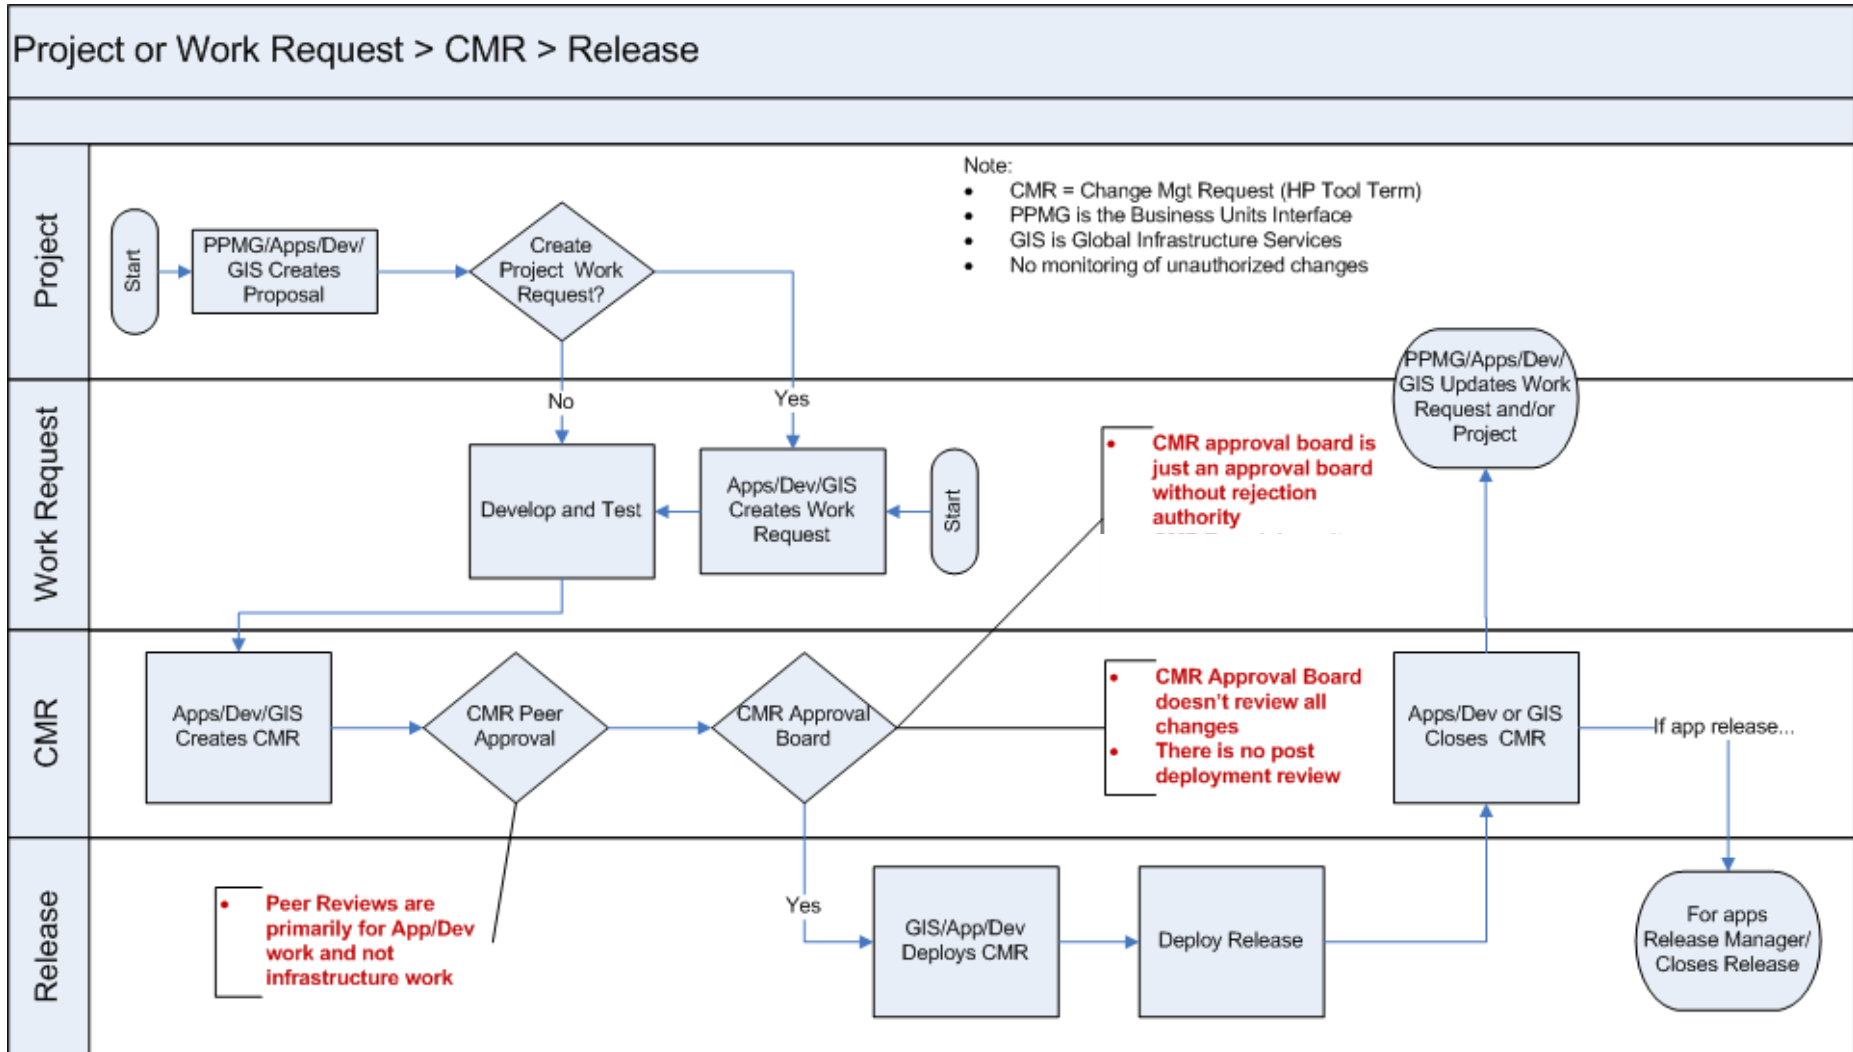 Project or Work Request > CMR > Release
Project
Start
PPMG/Apps/Dev/
GIS Creates
Proposal
Create
Project Work
Request?
Note:
• CMR = Change Mgt Request (HP Tool Term)
• PPMG is the Business Units Interface
• GIS is Global Infrastructure Services
• No monitoring of unauthorized changes
PPMG/Apps/Dev/
GIS Updates Work
Request and/or
Project
Work Request
No
Yes
Develop and Test
Apps/Dev/GIS
Creates Work
Request
Start
• CMR approval board is
just an approval board
without rejection
authority
CMR
Apps/Dev/GIS
Creates CMR
CMR Peer
Approval
CMR Approval
Board
• CMR Approval Board
doesn't review all
changes
• There is no post
deployment review
Apps/Dev or GIS
Closes CMR
If app release...
Release
• Peer Reviews are
primarily for App/Dev
work and not
infrastructure work
Yes
GIS/App/Dev
Deploys CMR
Deploy Release
For apps
Release Manager/
Closes Release